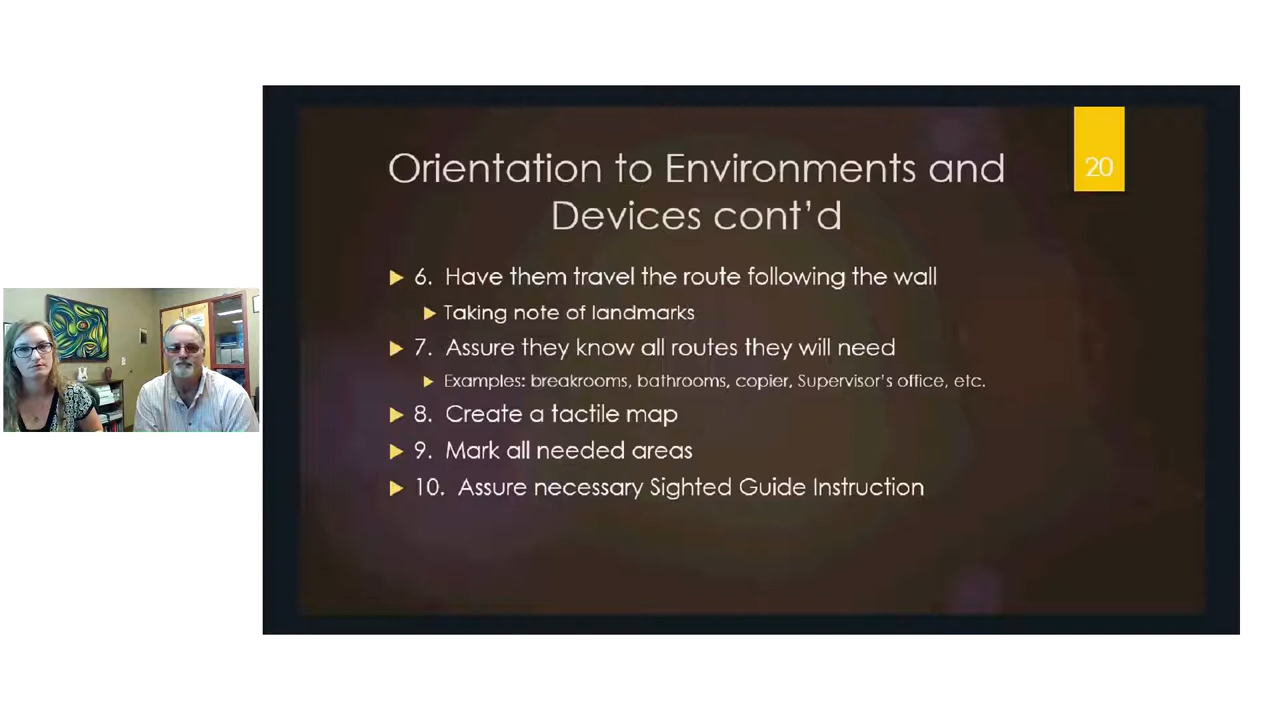 20
Orientation to Environments and
Devices cont'd
6. Have them travel the route following the wall
Taking note of landmarks
7. Assure they know all routes they will need
Examples: breakrooms, bathrooms, copier, Supervisor's office, etc.
8. Create a tactile map
9. Mark all needed areas
10. Assure necessary Sighted Guide Instruction